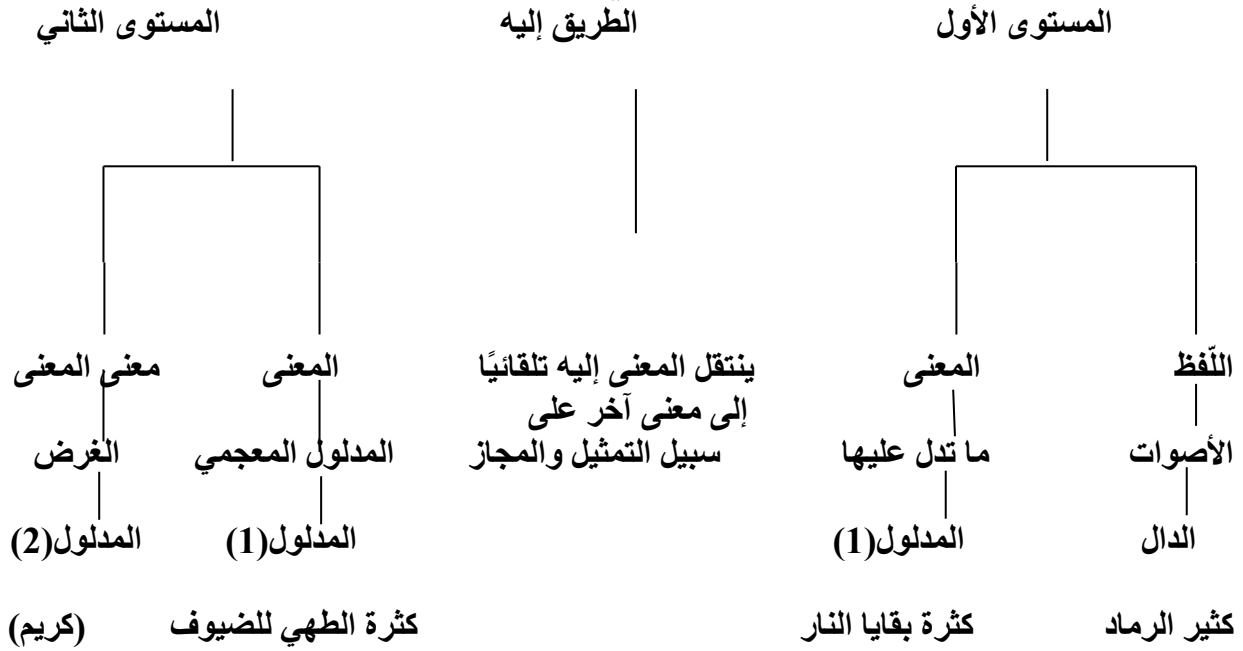 المستوى الأول الطّريق إليه المستوى الثاني
اللّفظ المعنى ينتقل المعنى إليه تلقائيًا المعنى معنى المعنى
إلى معنى آخر على
الأصوات ما تدل عليها سبيل التمثيل والمجاز المدلول المعجمي الغرض
الدال المدلول(1) المدلول(1) المدلول(2)
كثير الرماد كثرة بقايا النار كثرة الطهي للضيوف (كريم)